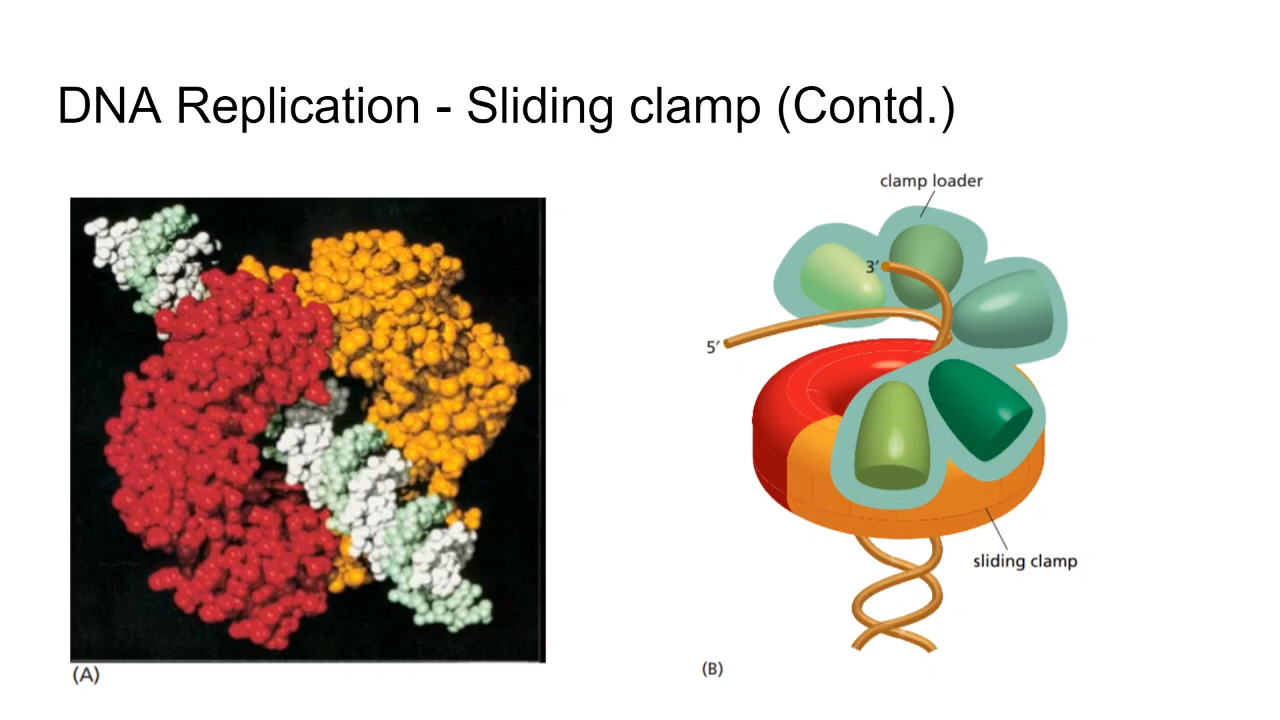 DNA Replication - Sliding clamp (Contd.)
clamp loader
3′
5′
sliding clamp
(A)
(B)